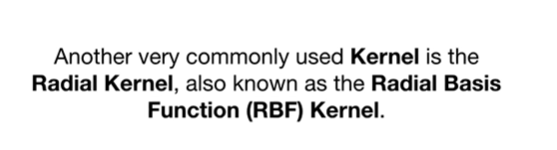 Another very commonly used Kernel is the
Radial Kernel, also known as the Radial Basis
Function (RBF) Kernel.